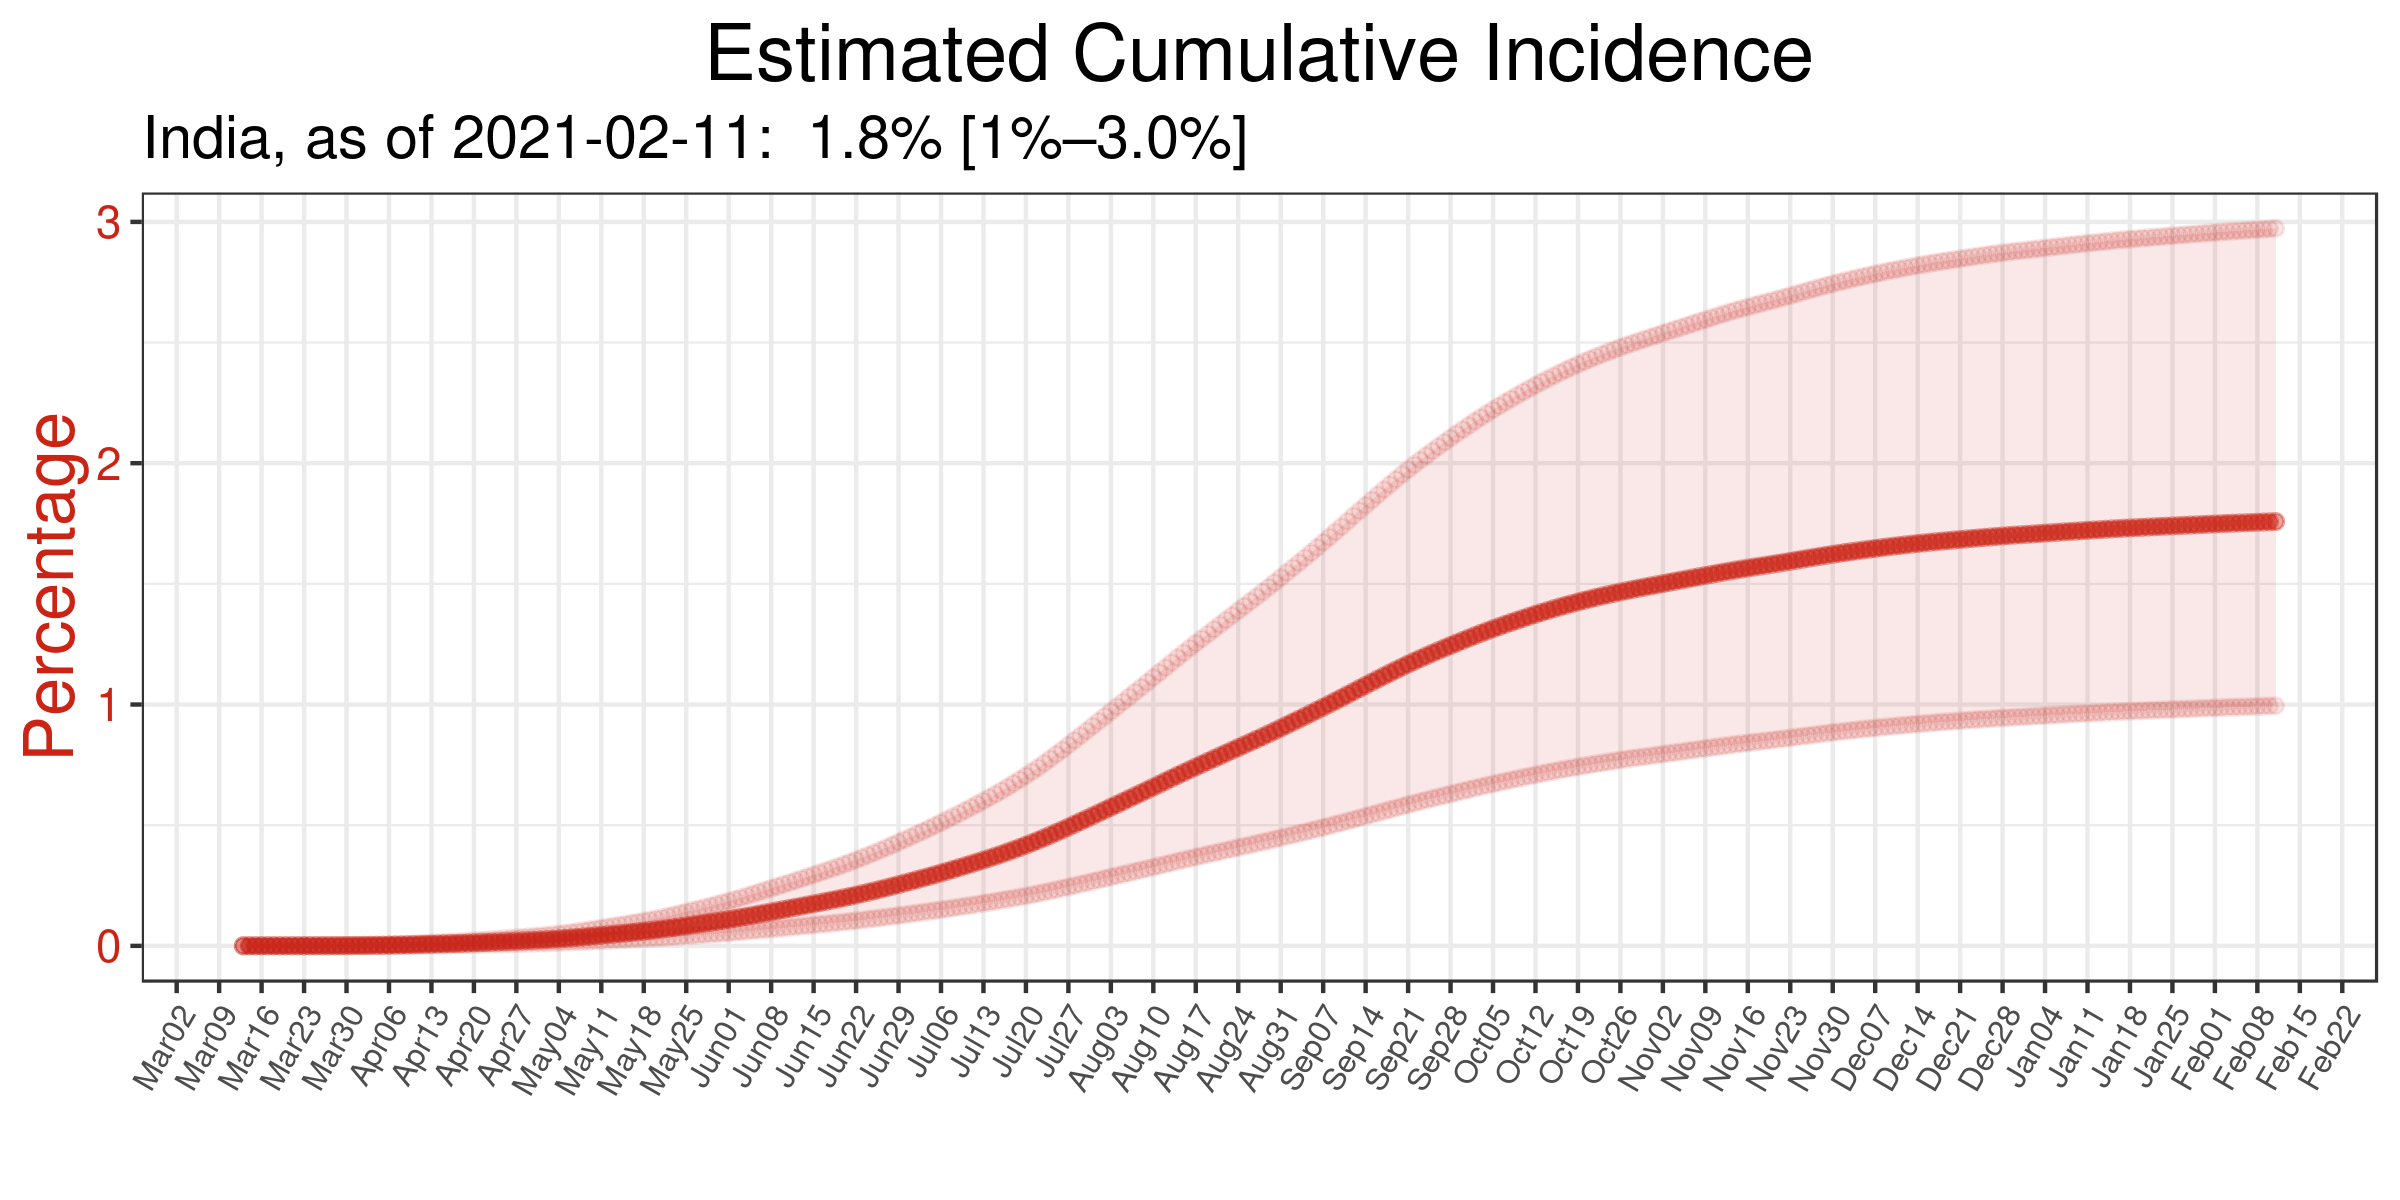 Estimated Cumulative Incidence
India, as of 2021-02-11:  1.8% [1%–3.0%]
Percentage
3
2
1
0
Mar02
Mar09
Mar16
Mar23
Mar30
Apr06
Apr13
Apr20
Apr27
May04
May11
May18
May25
Jun01
Jun08
Jun15
Jun22
Jun29
Jul06
Jul13
Jul20
Jul27
Aug03
Aug10
Aug17
Aug24
Aug31
Sep07
Sep14
Sep21
Sep28
Oct05
Oct12
Oct19
Oct26
Nov02
Nov09
Nov16
Nov23
Nov30
Dec07
Dec14
Dec21
Dec28
Jan04
Jan11
Jan18
Jan25
Feb01
Feb08
Feb15
Feb22